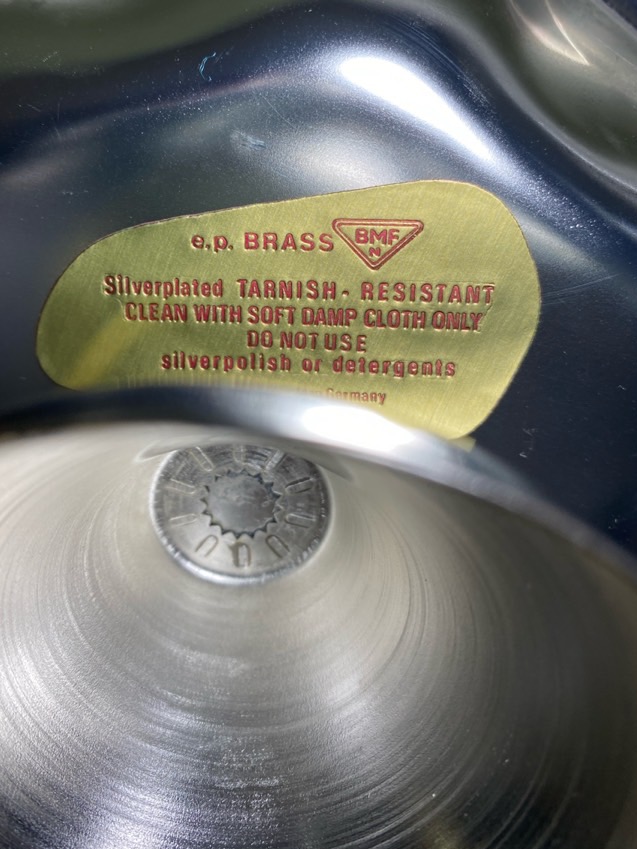 e.p. BRASS BMF N
Silverplated TARNISH - RESISTANT
CLEAN WITH SOFT DAMP CLOTH ONLY
DO NOT USE
silverpolish or detergents
Germany